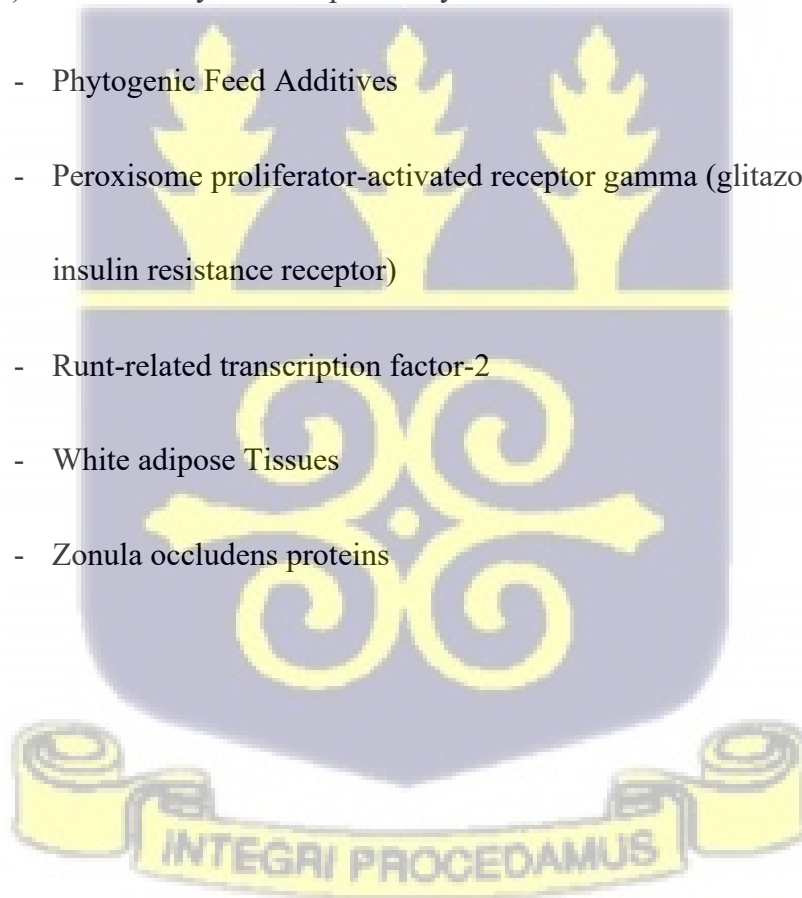 - Phytogenic Feed Additives
- Peroxisome proliferator-activated receptor gamma (glitazo
insulin resistance receptor)
- Runt-related transcription factor-2
- White adipose Tissues
- Zonula occludens proteins
INTEGRI PROCEDAMUS